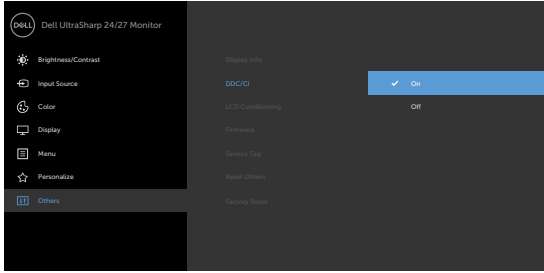 DELL
Dell UltraSharp 24/27 Monitor
Brightness/Contrast
Input Source
Color
Display
Menu
Personalize
Others
Display Info
DDC/CI
LCD Conditioning
Firmware
Service Tag
Reset Others
Factory Reset
On
Off